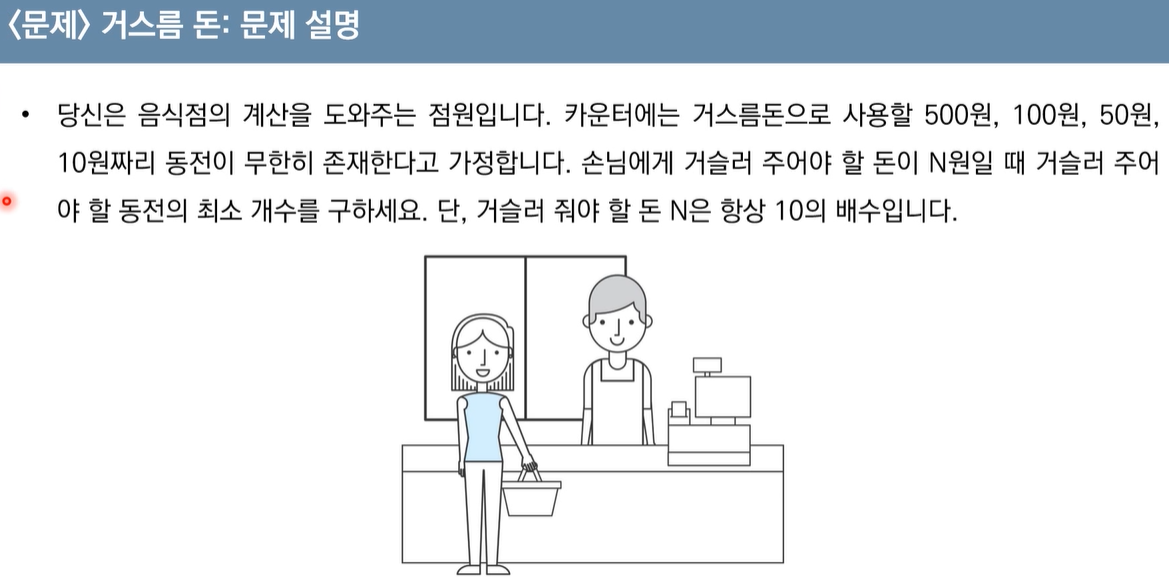 〈문제〉 거스름 돈: 문제 설명
• 당신은 음식점의 계산을 도와주는 점원입니다. 카운터에는 거스름돈으로 사용할 500원, 100원, 50원,
10원짜리 동전이 무한히 존재한다고 가정합니다. 손님에게 거슬러 주어야 할 돈이 N원일 때 거슬러 주어
야 할 동전의 최소 개수를 구하세요. 단, 거슬러 줘야 할 돈 N은 항상 10의 배수입니다.